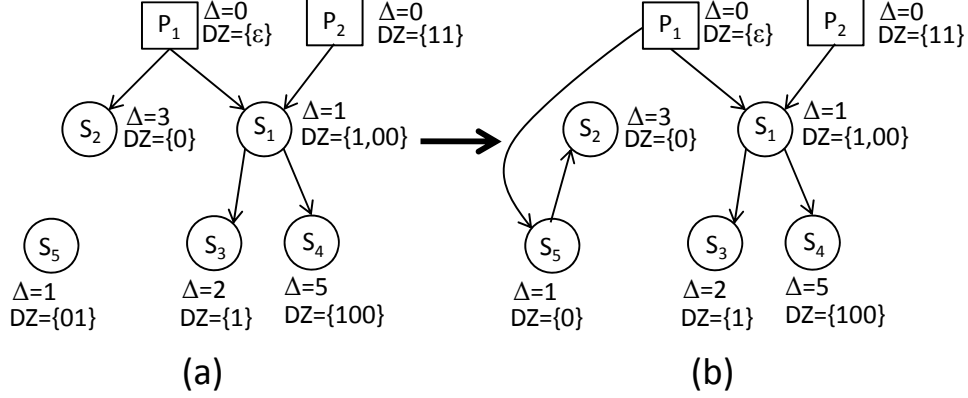 P₁
Δ=0
DZ={ε}
P₂
Δ=0
DZ={11}
S₂
Δ=3
DZ={0}
S₁
Δ=1
DZ={1,00}
S₅
Δ=1
DZ={01}
S₃
Δ=2
DZ={1}
S₄
Δ=5
DZ={100}
(a)
P₁
Δ=0
DZ={ε}
P₂
Δ=0
DZ={11}
S₂
Δ=3
DZ={0}
S₁
Δ=1
DZ={1,00}
S₅
Δ=1
DZ={0}
S₃
Δ=2
DZ={1}
S₄
Δ=5
DZ={100}
(b)